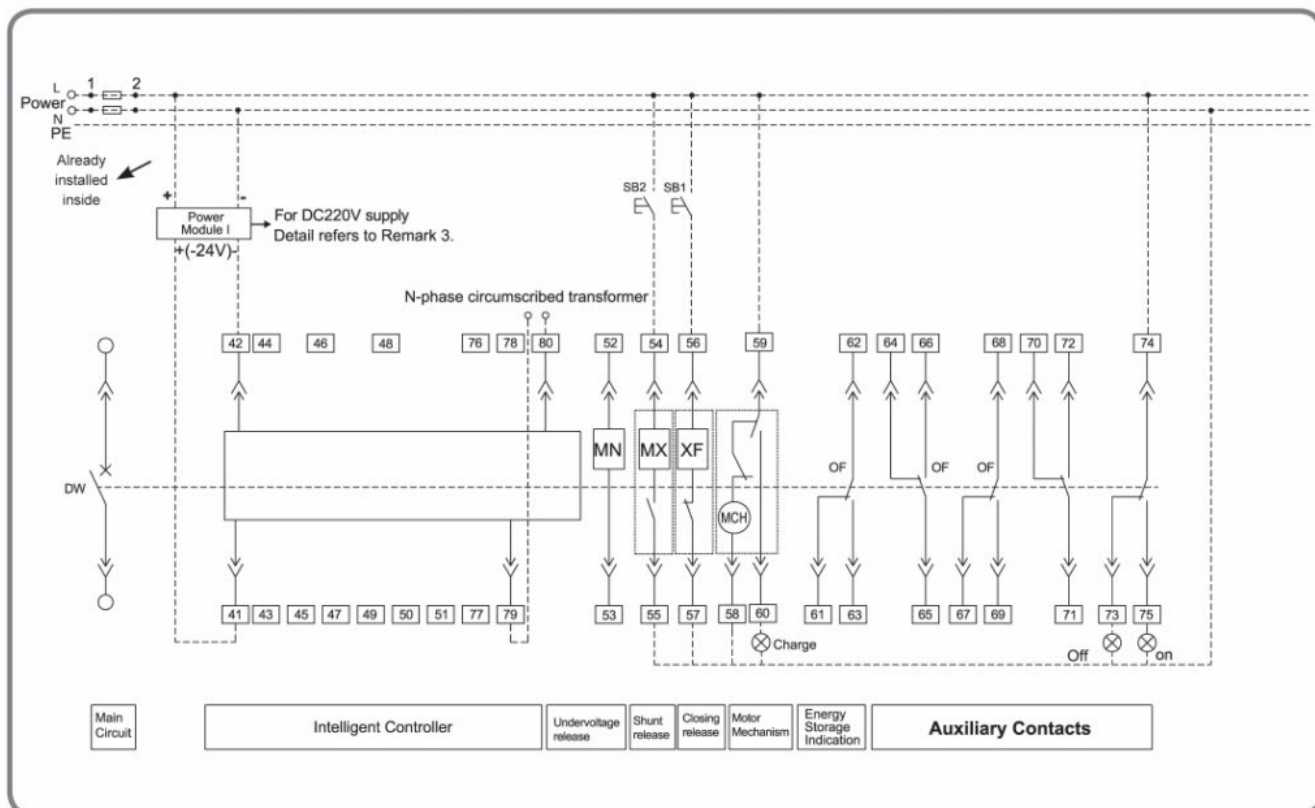 L
1
2
Power
N
PE
Already
installed
inside
+
-
Power
Module I
For DC220V supply
Detail refers to Remark 3.
+(-24V)-
SB2
SB1
N-phase circumscribed transformer
42
44
46
48
76
78
80
52
54
56
59
62
64
66
68
70
72
74
MN
MX
XF
MCH
OF
OF
OF
DW
41
43
45
47
49
50
51
77
79
53
55
57
58
60
61
63
65
67
69
71
73
75
Charge
Off
on
Main
Circuit
Intelligent Controller
Undervoltage
release
Shunt
release
Closing
release
Motor
Mechanism
Energy
Storage
Indication
Auxiliary Contacts